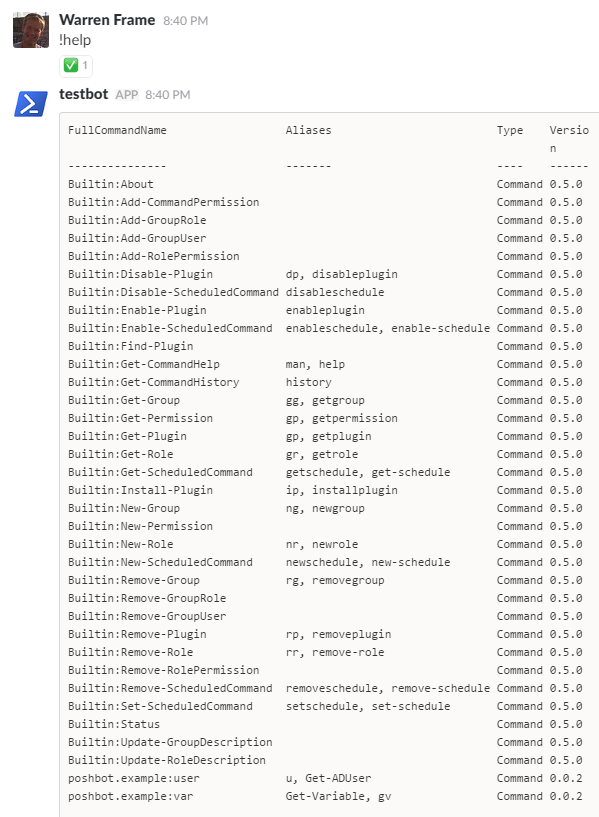 Warren Frame 8:40 PM
!help
1
testbot APP 8:40 PM
FullCommandName Aliases Type Versio
n
--------------- ------- ---- ------
Builtin:About Command 0.5.0
Builtin:Add-CommandPermission Command 0.5.0
Builtin:Add-GroupRole Command 0.5.0
Builtin:Add-GroupUser Command 0.5.0
Builtin:Add-RolePermission Command 0.5.0
Builtin:Disable-Plugin dp, disableplugin Command 0.5.0
Builtin:Disable-ScheduledCommand disableschedule Command 0.5.0
Builtin:Enable-Plugin enableplugin Command 0.5.0
Builtin:Enable-ScheduledCommand enableschedule, enable-schedule Command 0.5.0
Builtin:Find-Plugin Command 0.5.0
Builtin:Get-CommandHelp man, help Command 0.5.0
Builtin:Get-CommandHistory history Command 0.5.0
Builtin:Get-Group gg, getgroup Command 0.5.0
Builtin:Get-Permission gp, getpermission Command 0.5.0
Builtin:Get-Plugin gp, getplugin Command 0.5.0
Builtin:Get-Role gr, getrole Command 0.5.0
Builtin:Get-ScheduledCommand getschedule, get-schedule Command 0.5.0
Builtin:Install-Plugin ip, installplugin Command 0.5.0
Builtin:New-Group ng, newgroup Command 0.5.0
Builtin:New-Permission Command 0.5.0
Builtin:New-Role nr, newrole Command 0.5.0
Builtin:New-ScheduledCommand newschedule, new-schedule Command 0.5.0
Builtin:Remove-Group rg, removegroup Command 0.5.0
Builtin:Remove-GroupRole Command 0.5.0
Builtin:Remove-GroupUser Command 0.5.0
Builtin:Remove-Plugin rp, removeplugin Command 0.5.0
Builtin:Remove-Role rr, remove-role Command 0.5.0
Builtin:Remove-RolePermission Command 0.5.0
Builtin:Remove-ScheduledCommand removeschedule, remove-schedule Command 0.5.0
Builtin:Set-ScheduledCommand setschedule, set-schedule Command 0.5.0
Builtin:Status Command 0.5.0
Builtin:Update-GroupDescription Command 0.5.0
Builtin:Update-RoleDescription Command 0.5.0
poshbot.example:user u, Get-ADUser Command 0.0.2
poshbot.example:var Get-Variable, gv Command 0.0.2